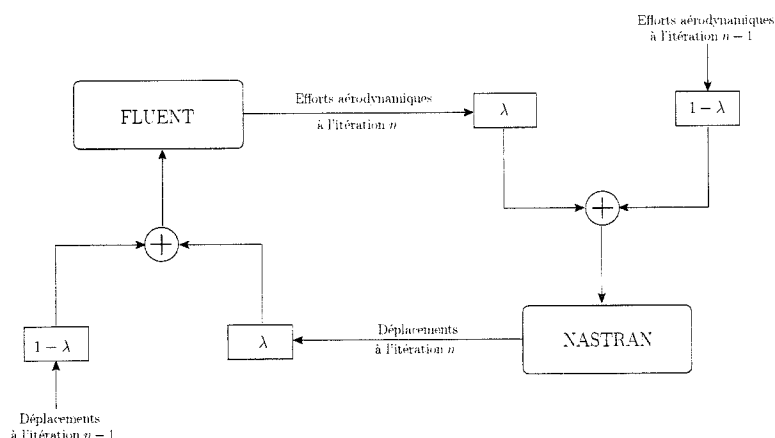 Efforts aérodynamiques
à l'itération n − 1
FLUENT
Efforts aérodynamiques
à l'itération n
λ
1 − λ
1 − λ
λ
Déplacements
à l'itération n
NASTRAN
Déplacements
à l'itération n − 1